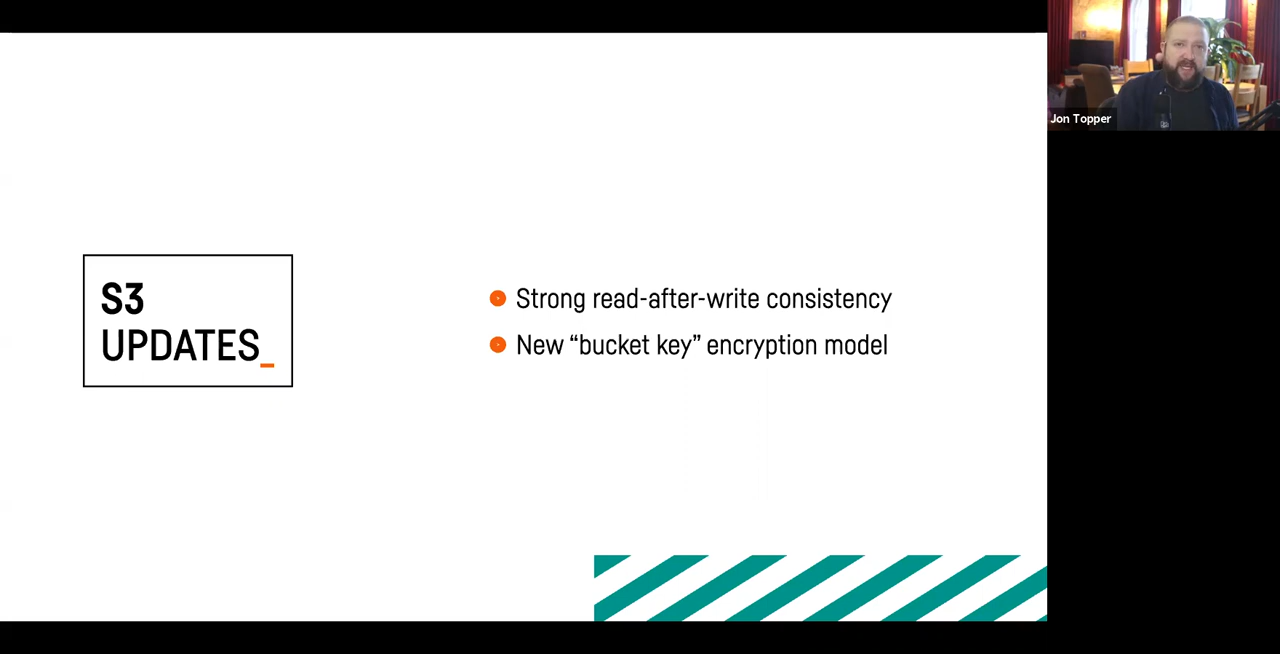 S3
UPDATES_
Strong read-after-write consistency
New “bucket key” encryption model
Jon Topper